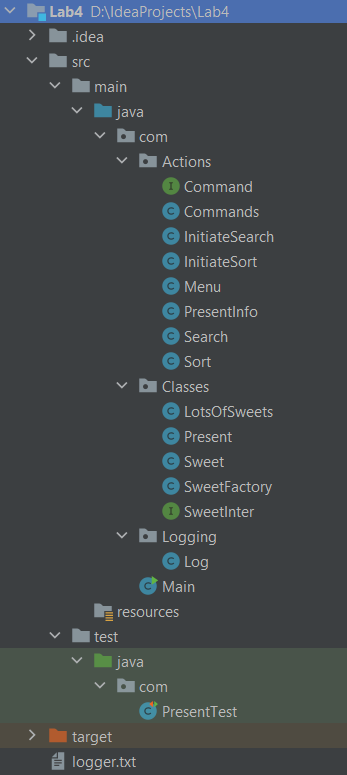 Lab4 D:\IdeaProjects\Lab4
.idea
src
main
java
com
Actions
I Command
C Commands
C InitiateSearch
C InitiateSort
C Menu
C PresentInfo
C Search
C Sort
Classes
C LotsOfSweets
C Present
C Sweet
C SweetFactory
I SweetInter
Logging
C Log
C Main
resources
test
java
com
C PresentTest
target
logger.txt